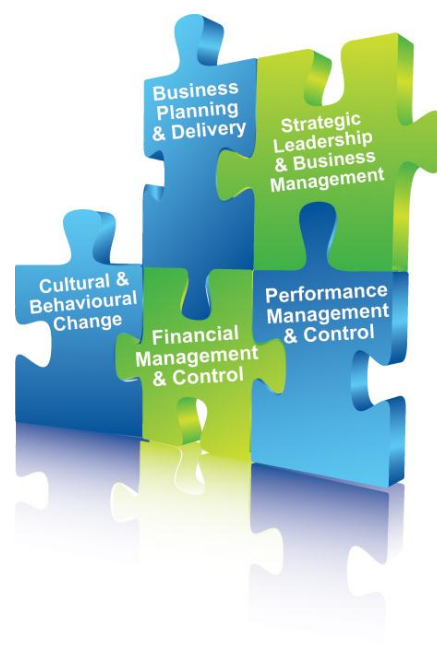 Business
Planning
& Delivery
Strategic
Leadership
& Business
Management
Cultural &
Behavioural
Change
Financial
Management
& Control
Performance
Management
& Control